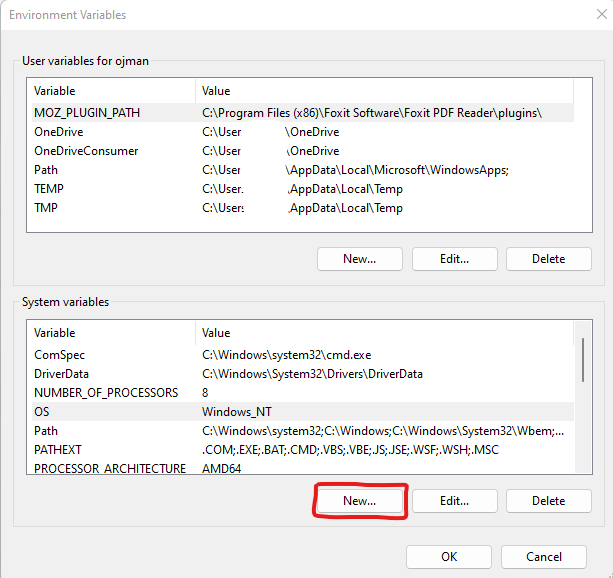 Environment Variables
User variables for ojman
Variable Value
MOZ_PLUGIN_PATH C:\Program Files (x86)\Foxit Software\Foxit PDF Reader\plugins\
OneDrive C:\User \OneDrive
OneDriveConsumer C:\User \OneDrive
Path C:\User \AppData\Local\Microsoft\WindowsApps;
TEMP C:\User. AppData\Local\Temp
TMP C:\Users AppData\Local\Temp
New... Edit... Delete
System variables
Variable Value
ComSpec C:\Windows\system32\cmd.exe
DriverData C:\Windows\System32\Drivers\DriverData
NUMBER_OF_PROCESSORS 8
OS Windows_NT
Path C:\Windows\system32;C:\Windows;C:\Windows\System32\Wbem;...
PATHEXT .COM;.EXE;.BAT;.CMD;.VBS;.VBE;.JS;.JSE;.WSF;.WSH;.MSC
PROCESSOR_ARCHITECTURE AMD64
New... Edit... Delete
OK Cancel